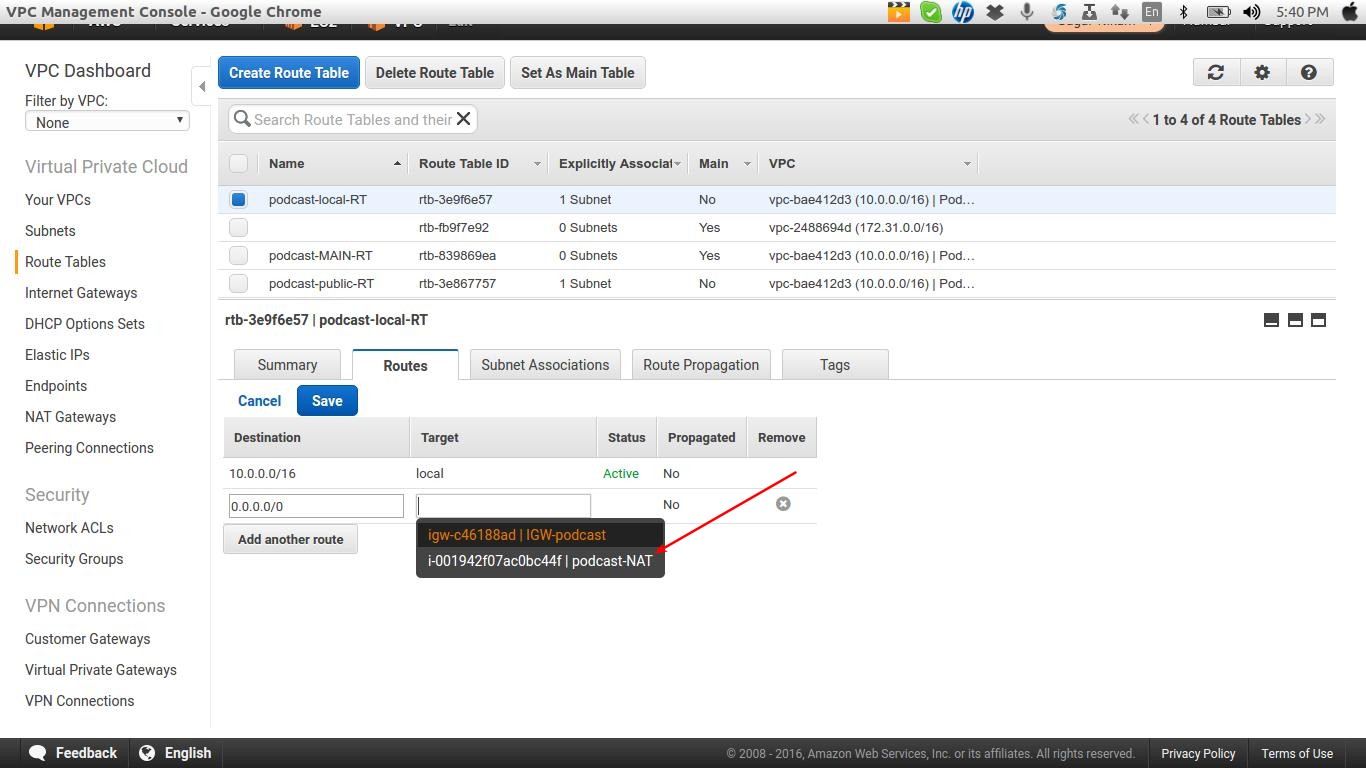 VPC Management Console - Google Chrome
En
5:40 PM
VPC Dashboard
Filter by VPC:
None
Virtual Private Cloud
Your VPCs
Subnets
Route Tables
Internet Gateways
DHCP Options Sets
Elastic IPs
Endpoints
NAT Gateways
Peering Connections
Security
Network ACLs
Security Groups
VPN Connections
Customer Gateways
Virtual Private Gateways
VPN Connections
Create Route Table Delete Route Table Set As Main Table
Search Route Tables and their
1 to 4 of 4 Route Tables
Name Route Table ID Explicitly Associat Main VPC
podcast-local-RT rtb-3e9f6e57 1 Subnet No vpc-bae412d3 (10.0.0.0/16) | Pod…
rtb-fb9f7e92 0 Subnets Yes vpc-2488694d (172.31.0.0/16)
podcast-MAIN-RT rtb-839869ea 0 Subnets Yes vpc-bae412d3 (10.0.0.0/16) | Pod…
podcast-public-RT rtb-3e867757 1 Subnet No vpc-bae412d3 (10.0.0.0/16) | Pod…
rtb-3e9f6e57 | podcast-local-RT
Summary Routes Subnet Associations Route Propagation Tags
Cancel Save
Destination Target Status Propagated Remove
10.0.0.0/16 local Active No
0.0.0.0/0 No
igw-c46188ad | IGW-podcast
i-001942f07ac0bc44f | podcast-NAT
Add another route
Feedback English © 2008 - 2016, Amazon Web Services, Inc. or its affiliates. All rights reserved. Privacy Policy Terms of Use